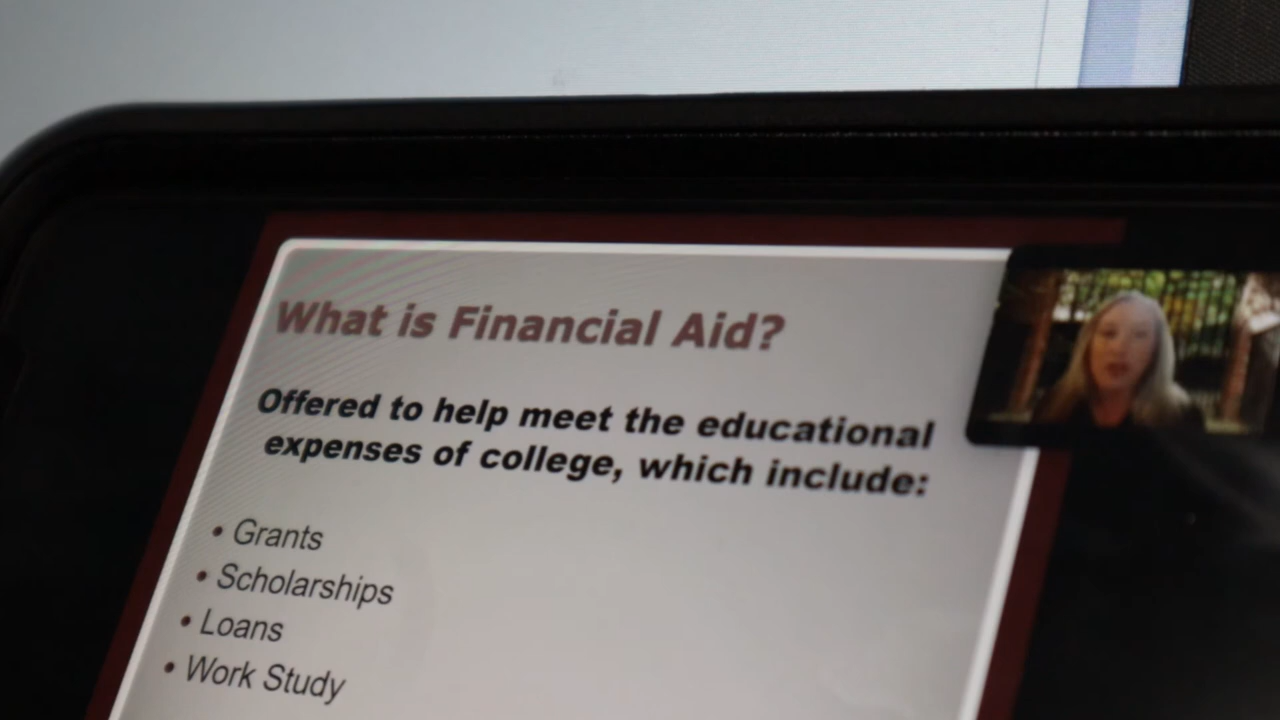 What is Financial Aid?
Offered to help meet the educational
expenses of college, which include:
• Grants
• Scholarships
• Loans
• Work Study